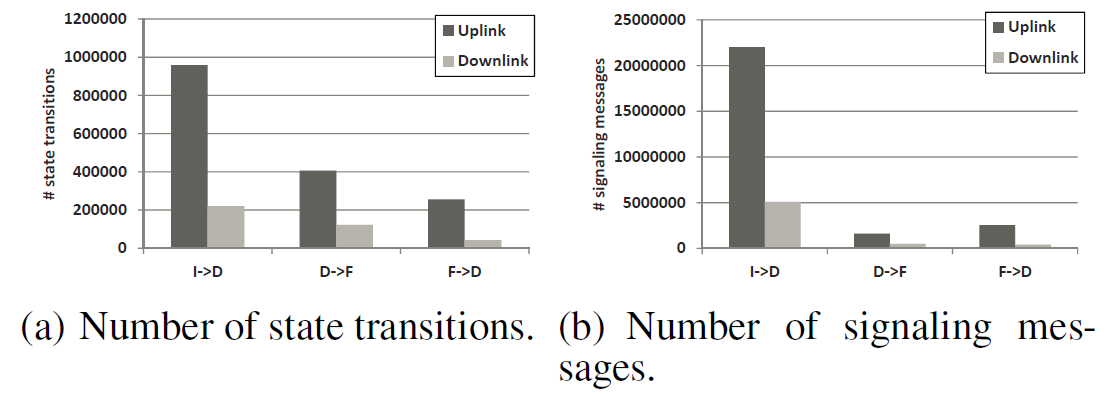 1200000
1000000
800000
600000
400000
200000
0
# state transitions
Uplink
Downlink
I->D
D->F
F->D
25000000
20000000
15000000
10000000
5000000
0
# signaling messages
Uplink
Downlink
I->D
D->F
F->D
(a) Number of state transitions.
(b) Number of signaling mes-
sages.